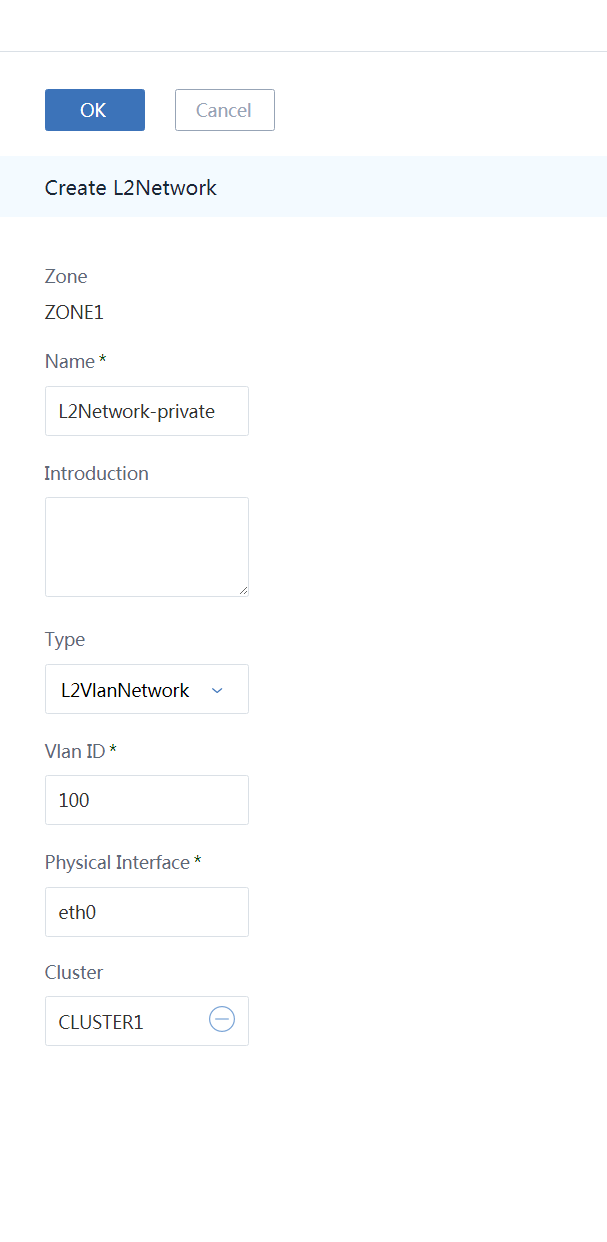 OK Cancel
Create L2Network
Zone
ZONE1
Name *
L2Network-private
Introduction
Type
L2VlanNetwork
Vlan ID *
100
Physical Interface *
eth0
Cluster
CLUSTER1